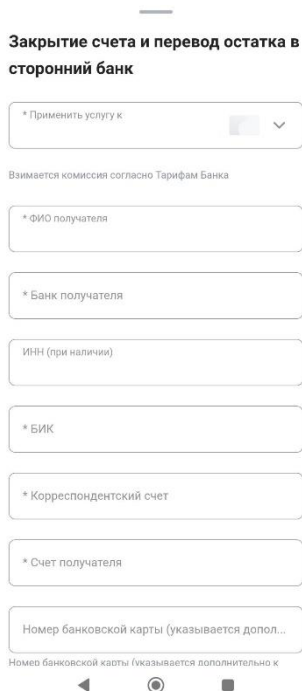 Закрытие счета и перевод остатка в
сторонний банк
* Применить услугу к
Взимается комиссия согласно Тарифам Банка
* ФИО получателя
* Банк получателя
ИНН (при наличии)
* БИК
* Корреспондентский счет
* Счет получателя
Номер банковской карты (указывается допол...
Номер банковской карты (указывается дополнительно к